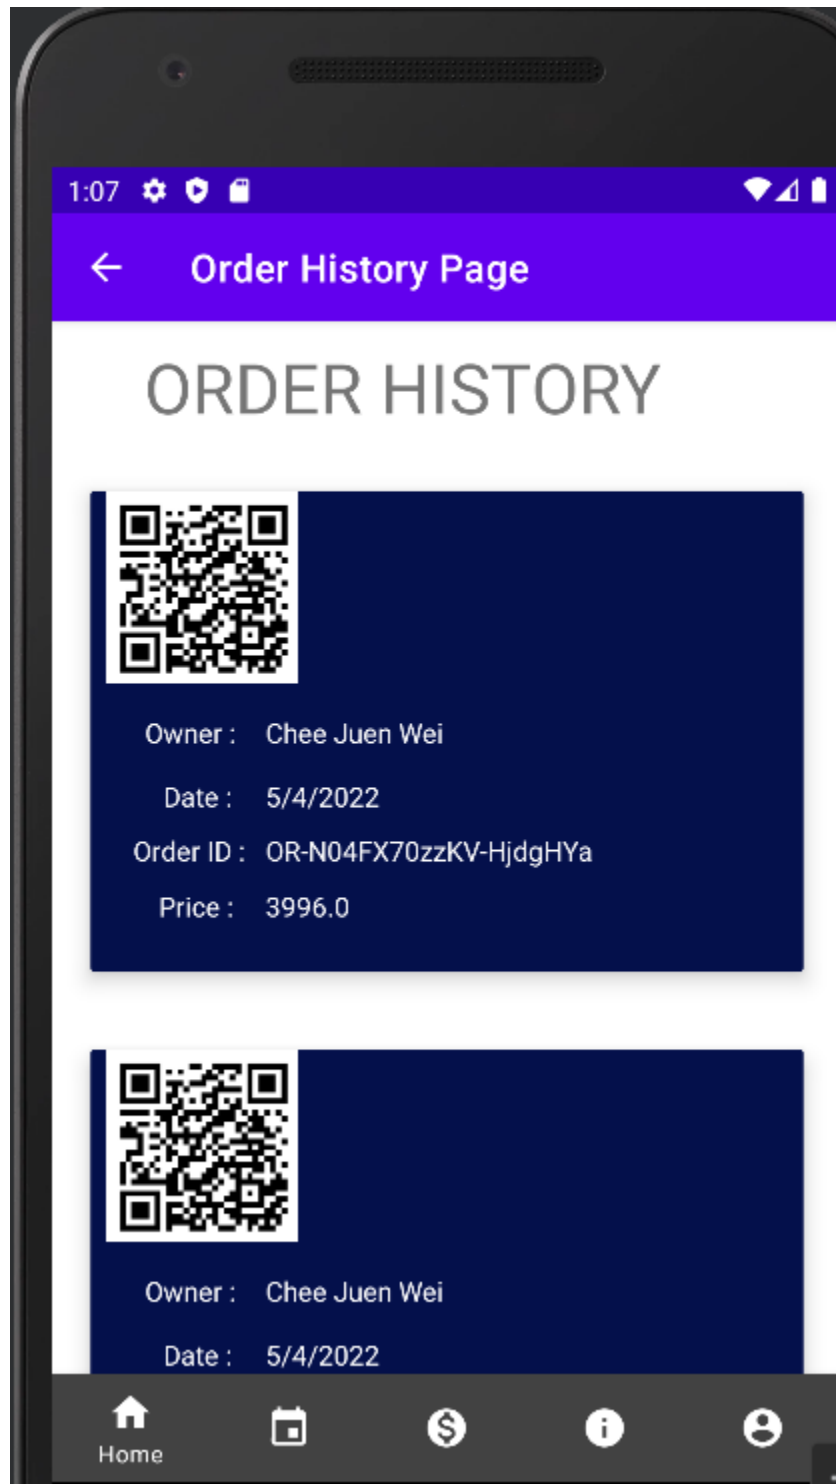 1:07
Order History Page
ORDER HISTORY
Owner : Chee Juen Wei
Date : 5/4/2022
Order ID : OR-N04FX70zzKV-HjdgHYa
Price : 3996.0
Owner : Chee Juen Wei
Date : 5/4/2022
Home